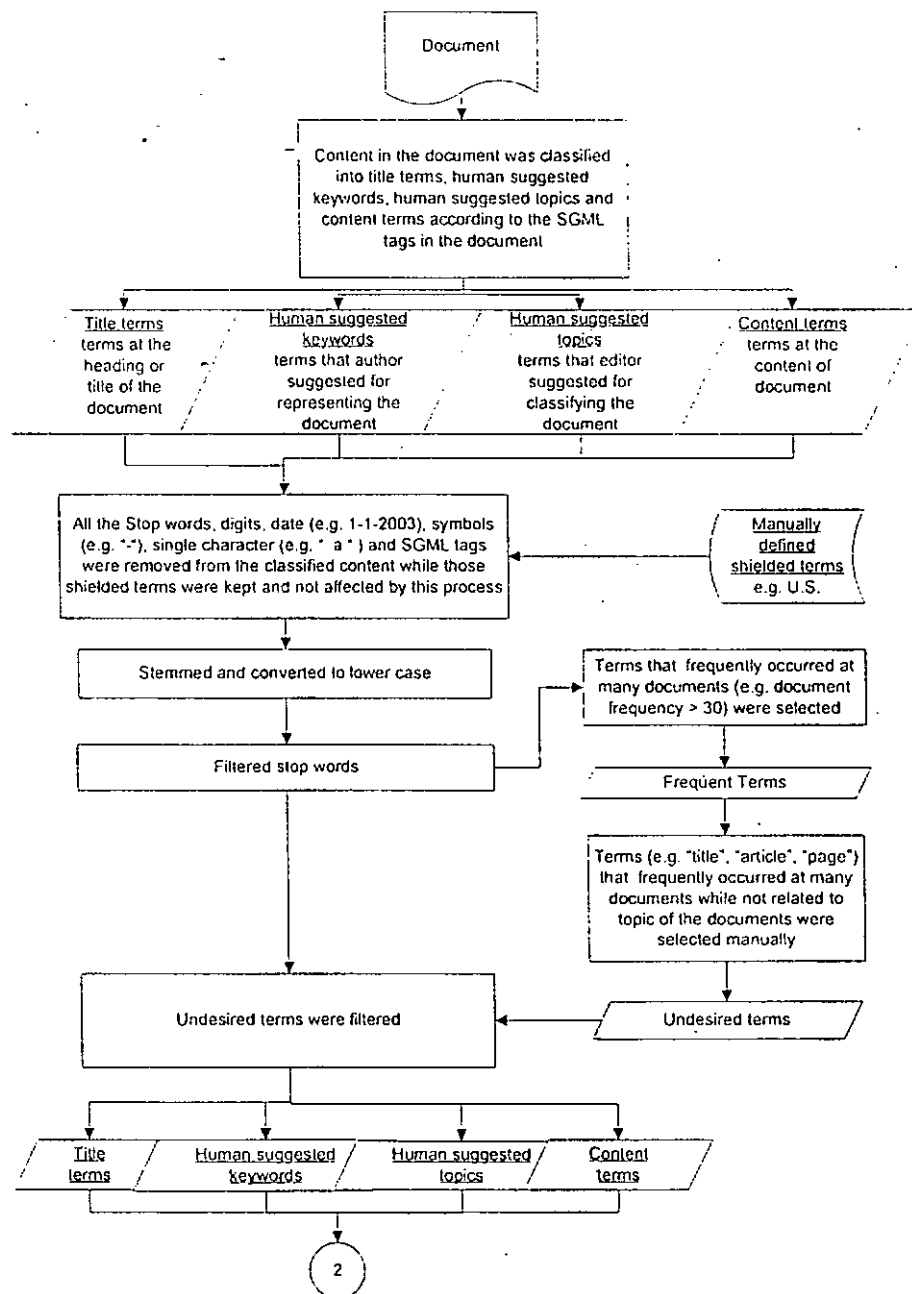 Document
Content in the document was classified
into title terms, human suggested
keywords, human suggested topics and
content terms according to the SGML
tags in the document
Title terms
terms at the
heading or
title of the
document
Human suggested
keywords
terms that author
suggested for
representing the
document
Human suggested
topics
terms that editor
suggested for
classifying the
document
Content terms
terms at the
content of
document
All the Stop words, digits, date (e.g. 1-1-2003), symbols
(e.g. "-"), single character (e.g. " a " ) and SGML tags
were removed from the classified content while those
shielded terms were kept and not affected by this process
Manually
defined
shielded terms
e.g. U.S.
Stemmed and converted to lower case
Terms that frequently occurred at
many documents (e.g. document
frequency > 30) were selected
Filtered stop words
Frequent Terms
Terms (e.g. "title", "article", "page")
that frequently occurred at many
documents while not related to
topic of the documents were
selected manually
Undesired terms were filtered
Undesired terms
Title
terms
Human suggested
keywords
Human suggested
topics
Content
terms
2